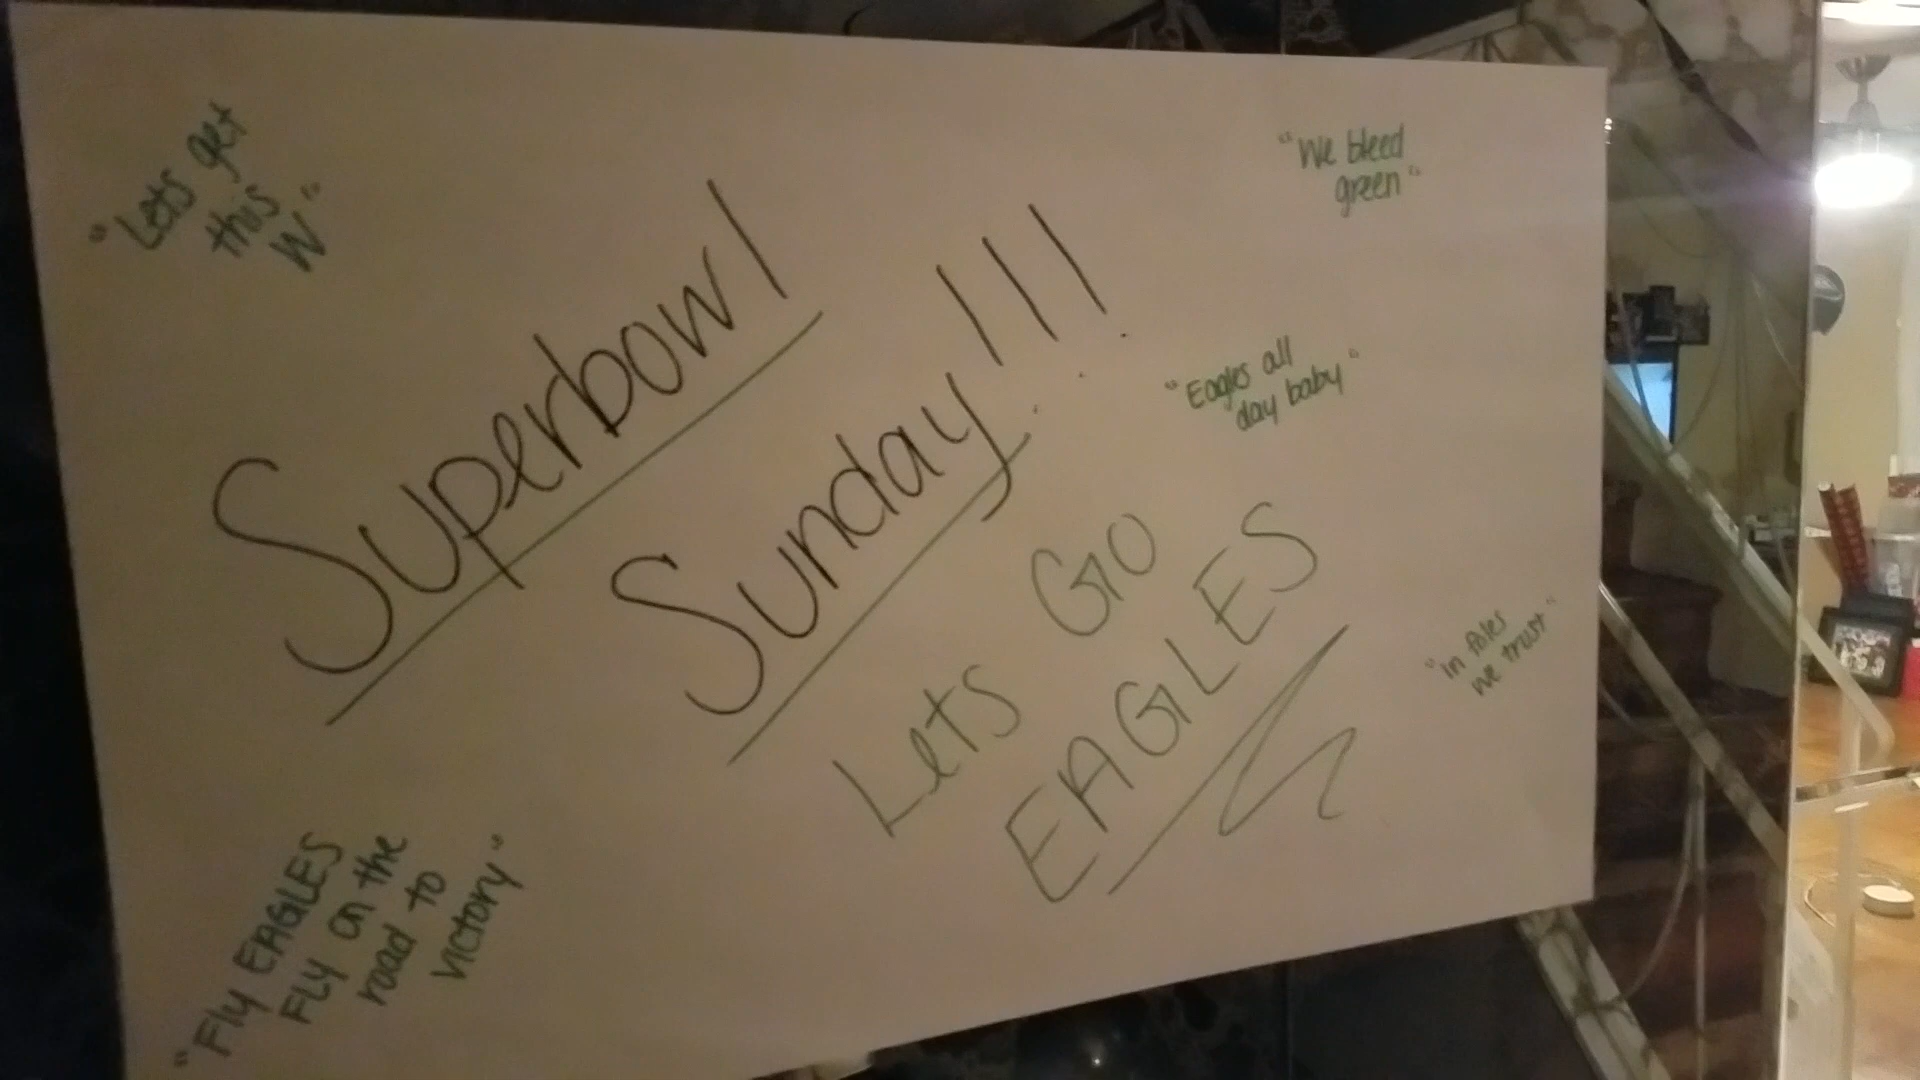 "Lets get
this
W"
"We bleed
green"
Superbowl
Sunday!!!
"Eagles all
day baby"
Lets Go
EAGLES
"in foles
we trust"
"Fly EAGLES
FLY on the
road to
victory"